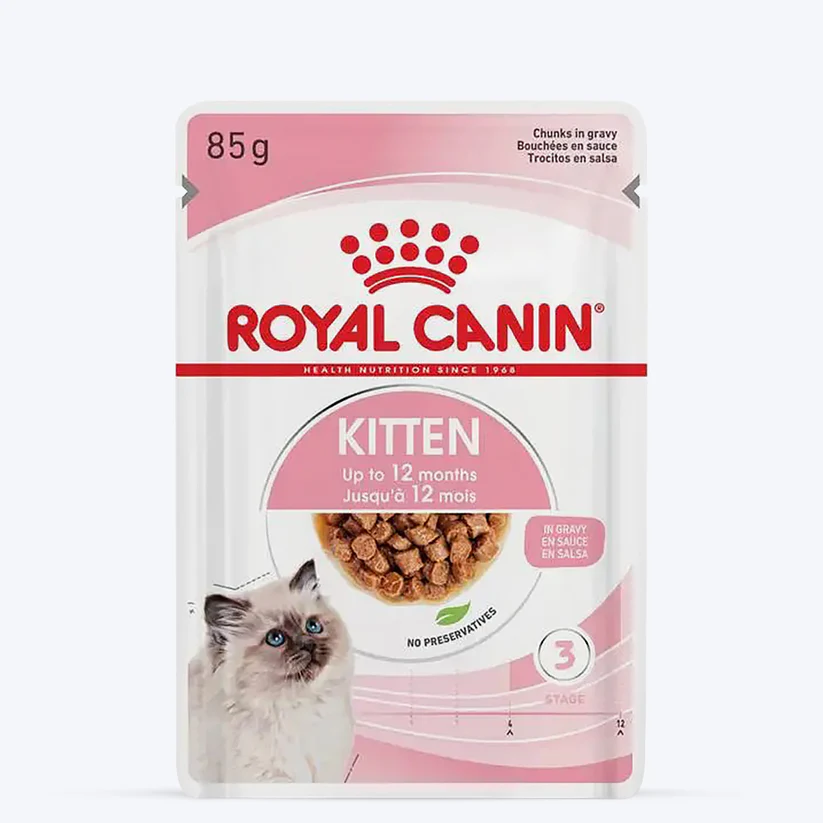 85g
Chunks in gravy
Bouchées en sauce
Trocitos en salsa
ROYAL CANIN®
HEALTH NUTRITION SINCE 1968
KITTEN
Up to 12 months
Jusqu'à 12 mois
IN GRAVY
EN SAUCE
EN SALSA
NO PRESERVATIVES
3
STAGE
4
12